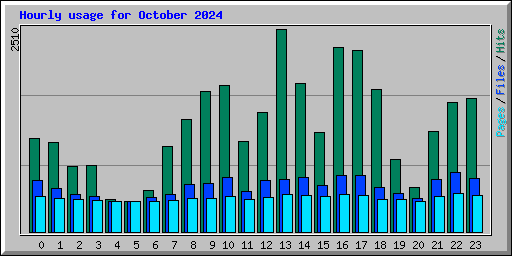 Hourly usage for October 2024
2510
Pages/Files/Hits
0 1 2 3 4 5 6 7 8 9 10 11 12 13 14 15 16 17 18 19 20 21 22 23